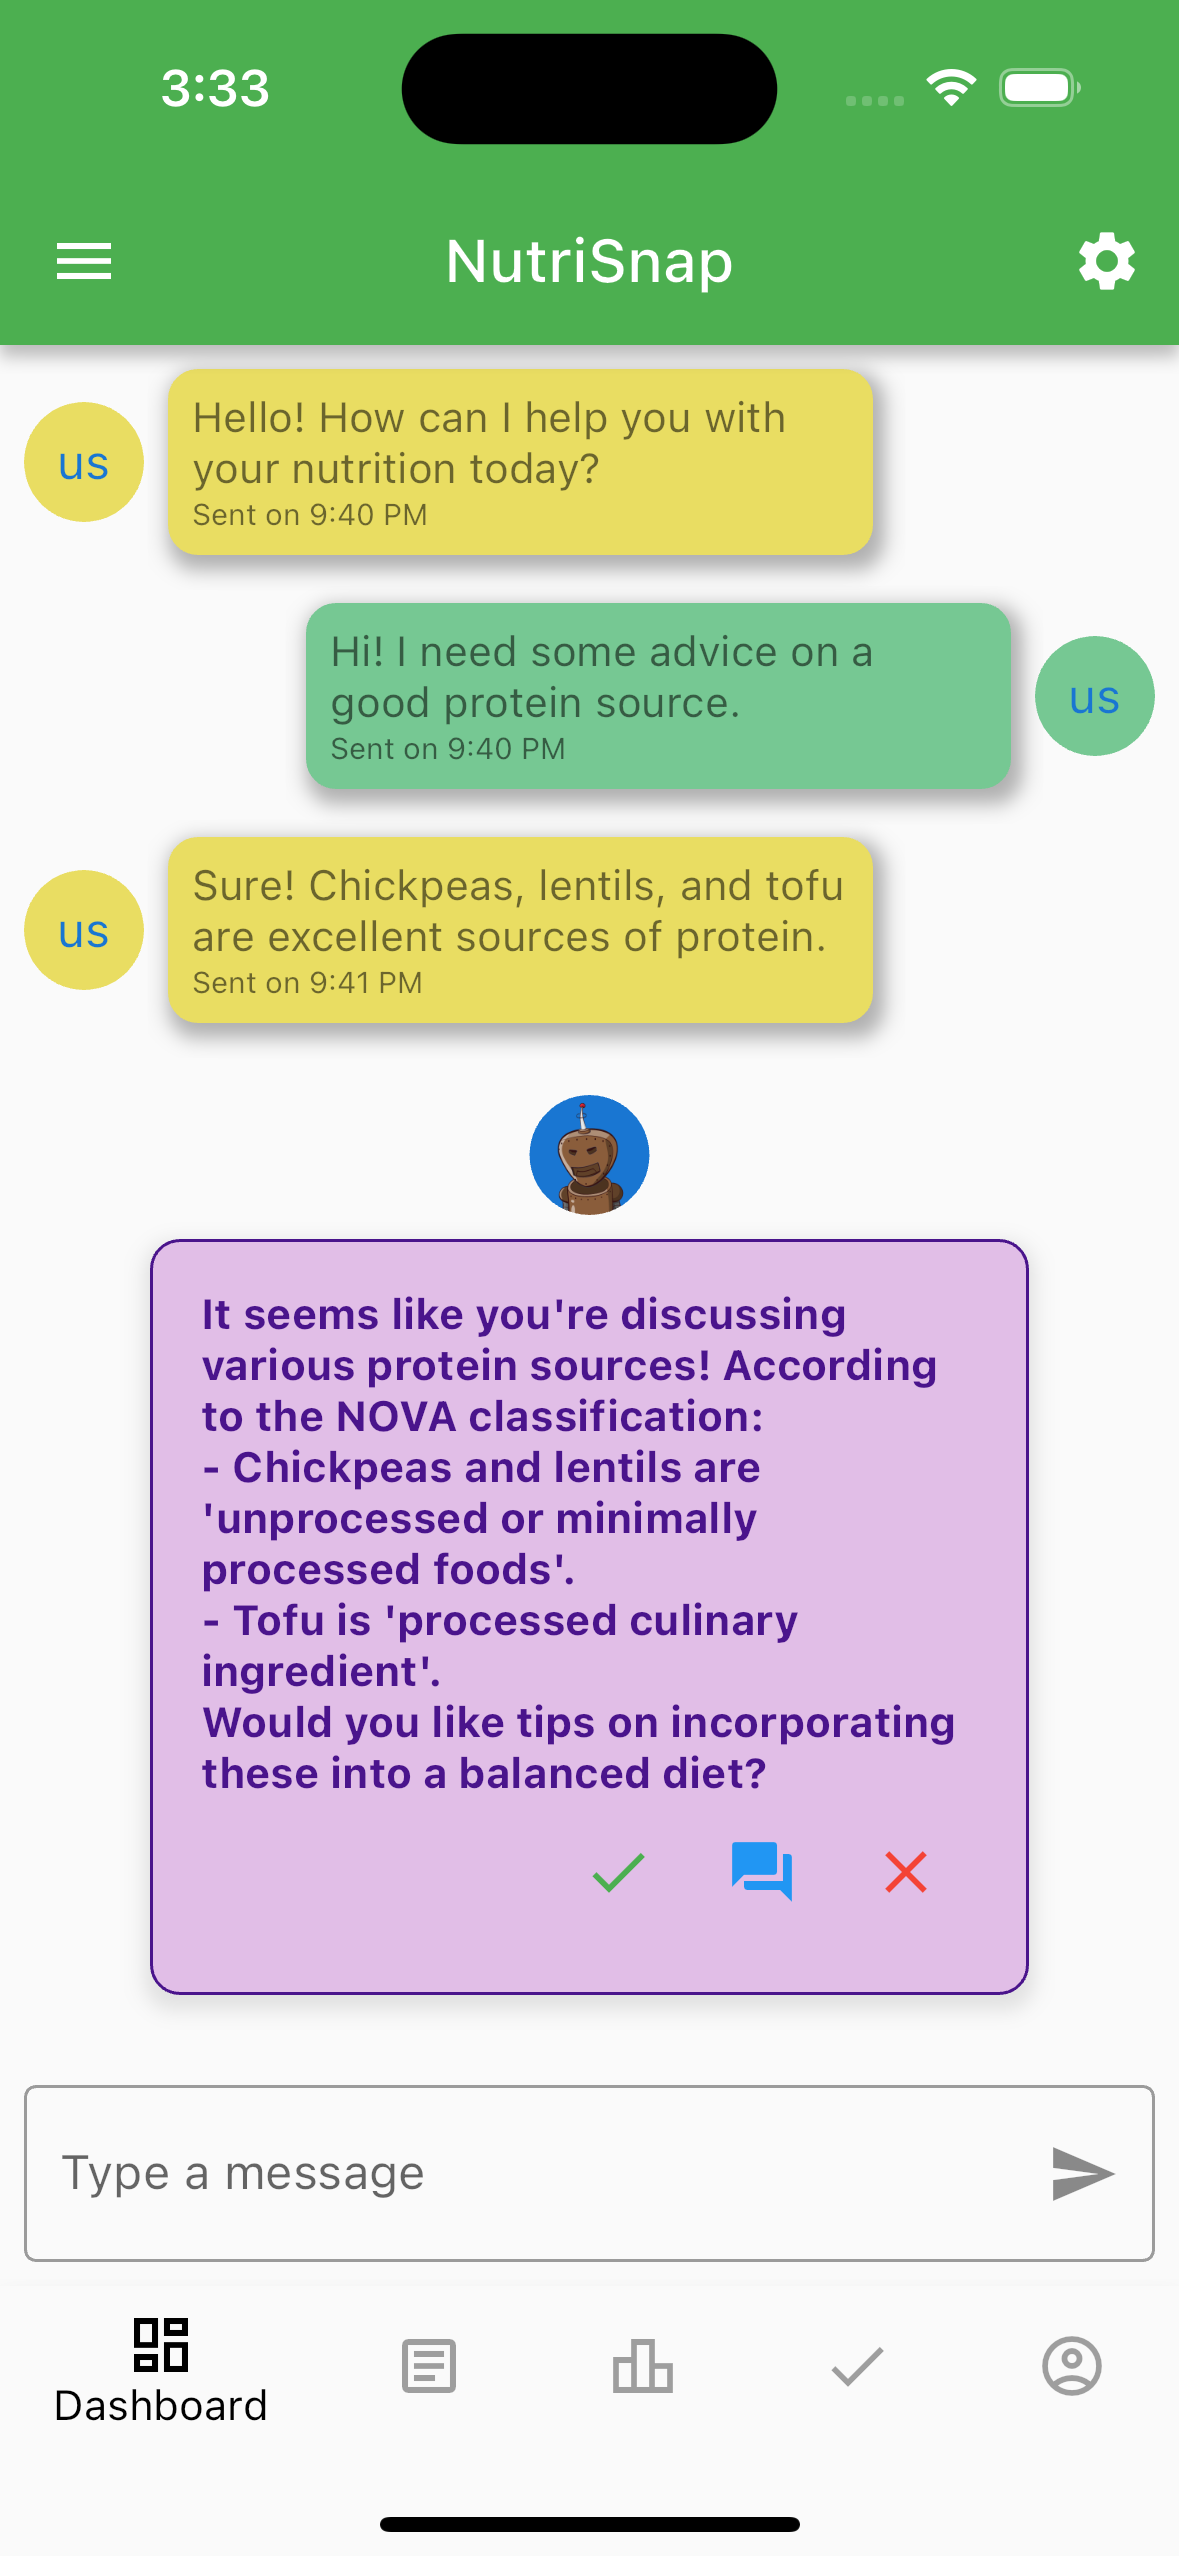 3:33
NutriSnap
Hello! How can I help you with
your nutrition today?
Sent on 9:40 PM
us
Hi! I need some advice on a
good protein source.
Sent on 9:40 PM
us
Sure! Chickpeas, lentils, and tofu
are excellent sources of protein.
Sent on 9:41 PM
us
It seems like you're discussing
various protein sources! According
to the NOVA classification:
- Chickpeas and lentils are
'unprocessed or minimally
processed foods'.
- Tofu is 'processed culinary
ingredient'.
Would you like tips on incorporating
these into a balanced diet?
Type a message
Dashboard